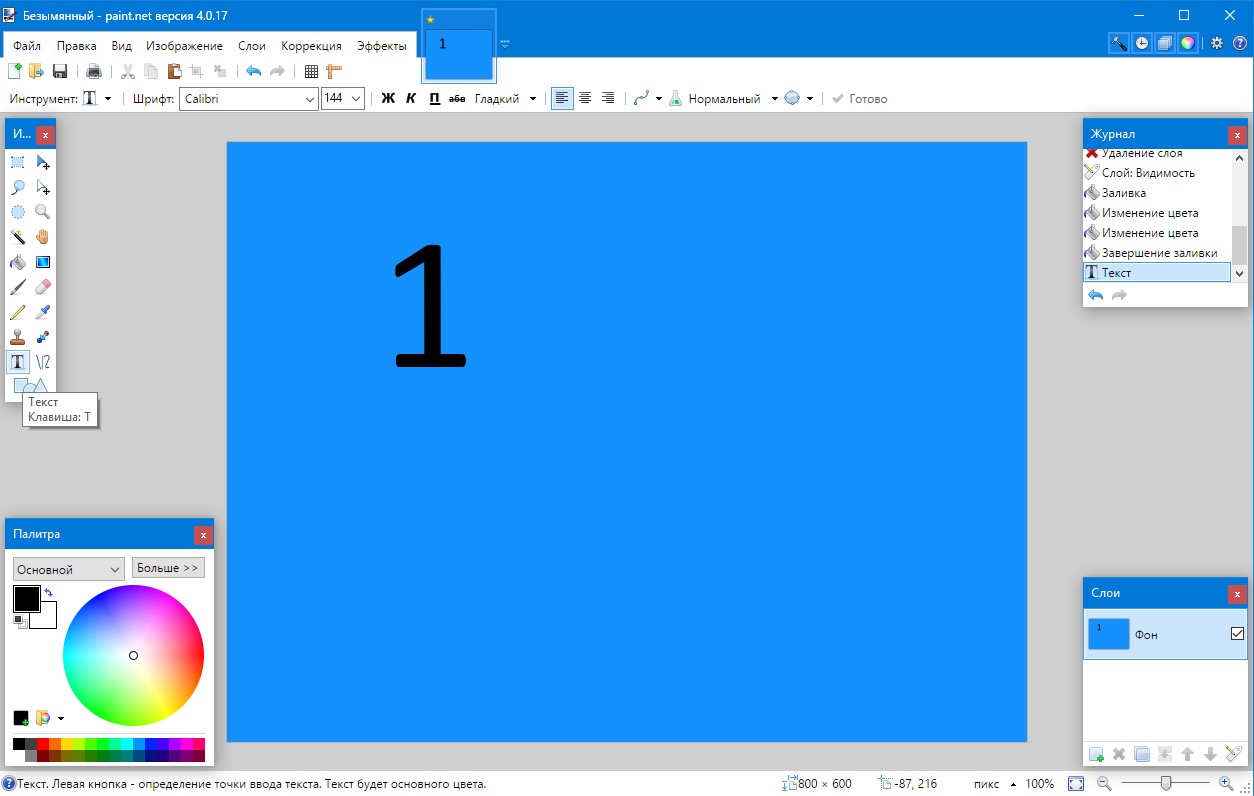 Безымянный - paint.net версия 4.0.17
1
Файл Правка Вид Изображение Слои Коррекция Эффекты
Инструмент: T Шрифт: Calibri 144 Ж К П абв Гладкий Нормальный Готово
И...
Журнал
Удаление слоя
Слой: Видимость
Заливка
Изменение цвета
Изменение цвета
Завершение заливки
Текст
1
Текст
Клавиша: T
Палитра
Основной Больше >>
Слои
1 Фон
Текст. Левая кнопка - определение точки ввода текста. Текст будет основного цвета. 800 × 600 -87, 216 пикс 100%